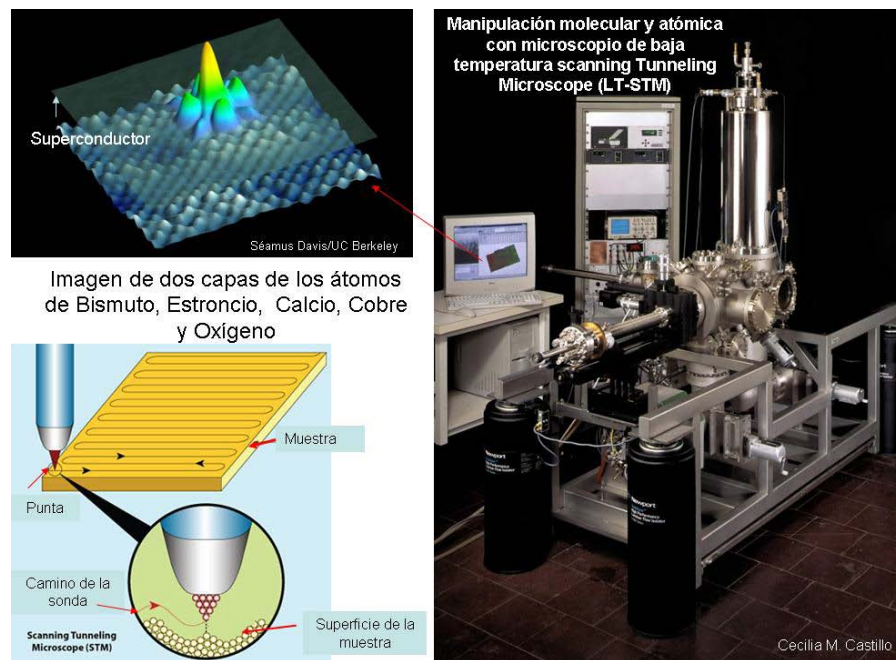 Superconductor
Séamus Davis/UC Berkeley
Imagen de dos capas de los átomos
de Bismuto, Estroncio, Calcio, Cobre
y Oxígeno
Muestra
Punta
Camino de la
sonda
Superficie de la
muestra
Scanning Tunneling
Microscope (STM)
Manipulación molecular y atómica
con microscopio de baja
temperatura scanning Tunneling
Microscope (LT-STM)
Newport
Newport
Cecilia M. Castillo